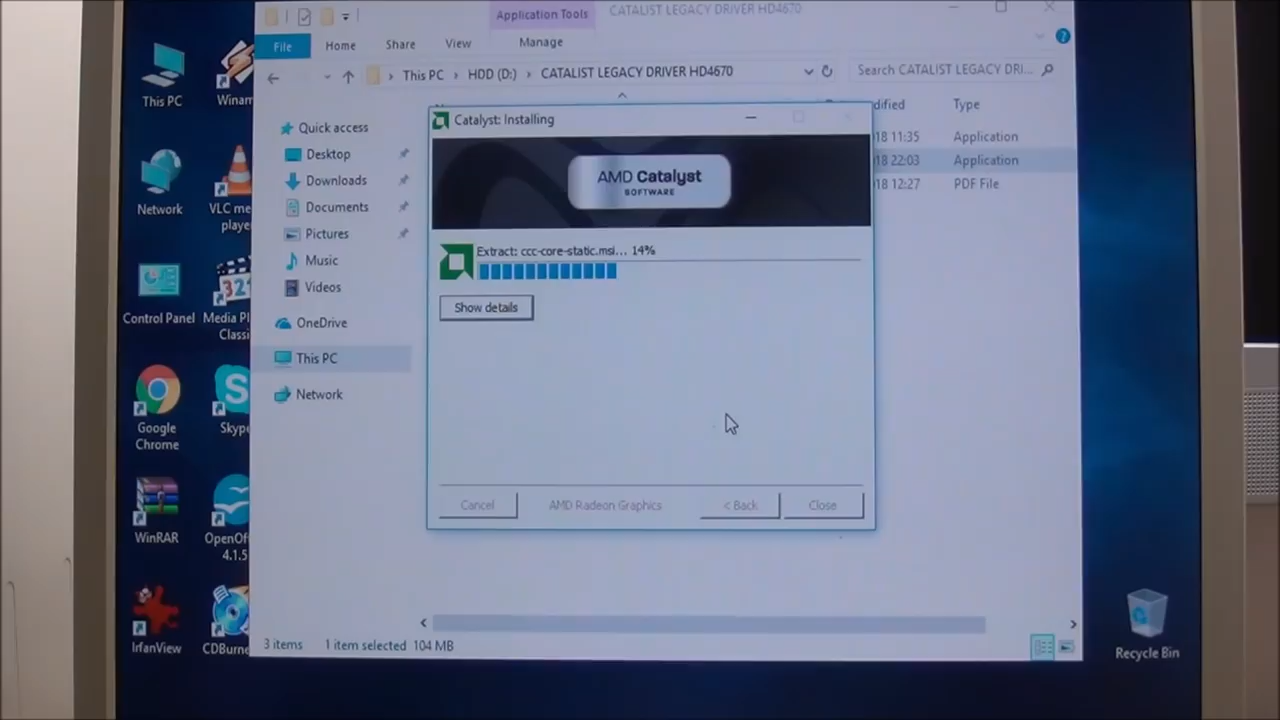 Application Tools
CATALIST LEGACY DRIVER HD4670
File
Home
Share
View
Manage
This PC
HDD (D:)
CATALIST LEGACY DRIVER HD4670
Search CATALIST LEGACY DRI...
Type
18 11:35
Application
18 22:03
Application
18 12:27
PDF File
Quick access
Desktop
Downloads
Documents
Pictures
Music
Videos
OneDrive
This PC
Network
Catalyst: Installing
AMD Catalyst
SOFTWARE
Extract: ccc-core-static.msi... 14%
Show details
Cancel
AMD Radeon Graphics
< Back
Close
3 items
1 item selected 104 MB
This PC
Winam
Network
VLC me
player
Control Panel
Media Pl
Classi
321
Google
Chrome
Skype
WinRAR
OpenOf
4.1.5
IrfanView
CDBurne
Recycle Bin